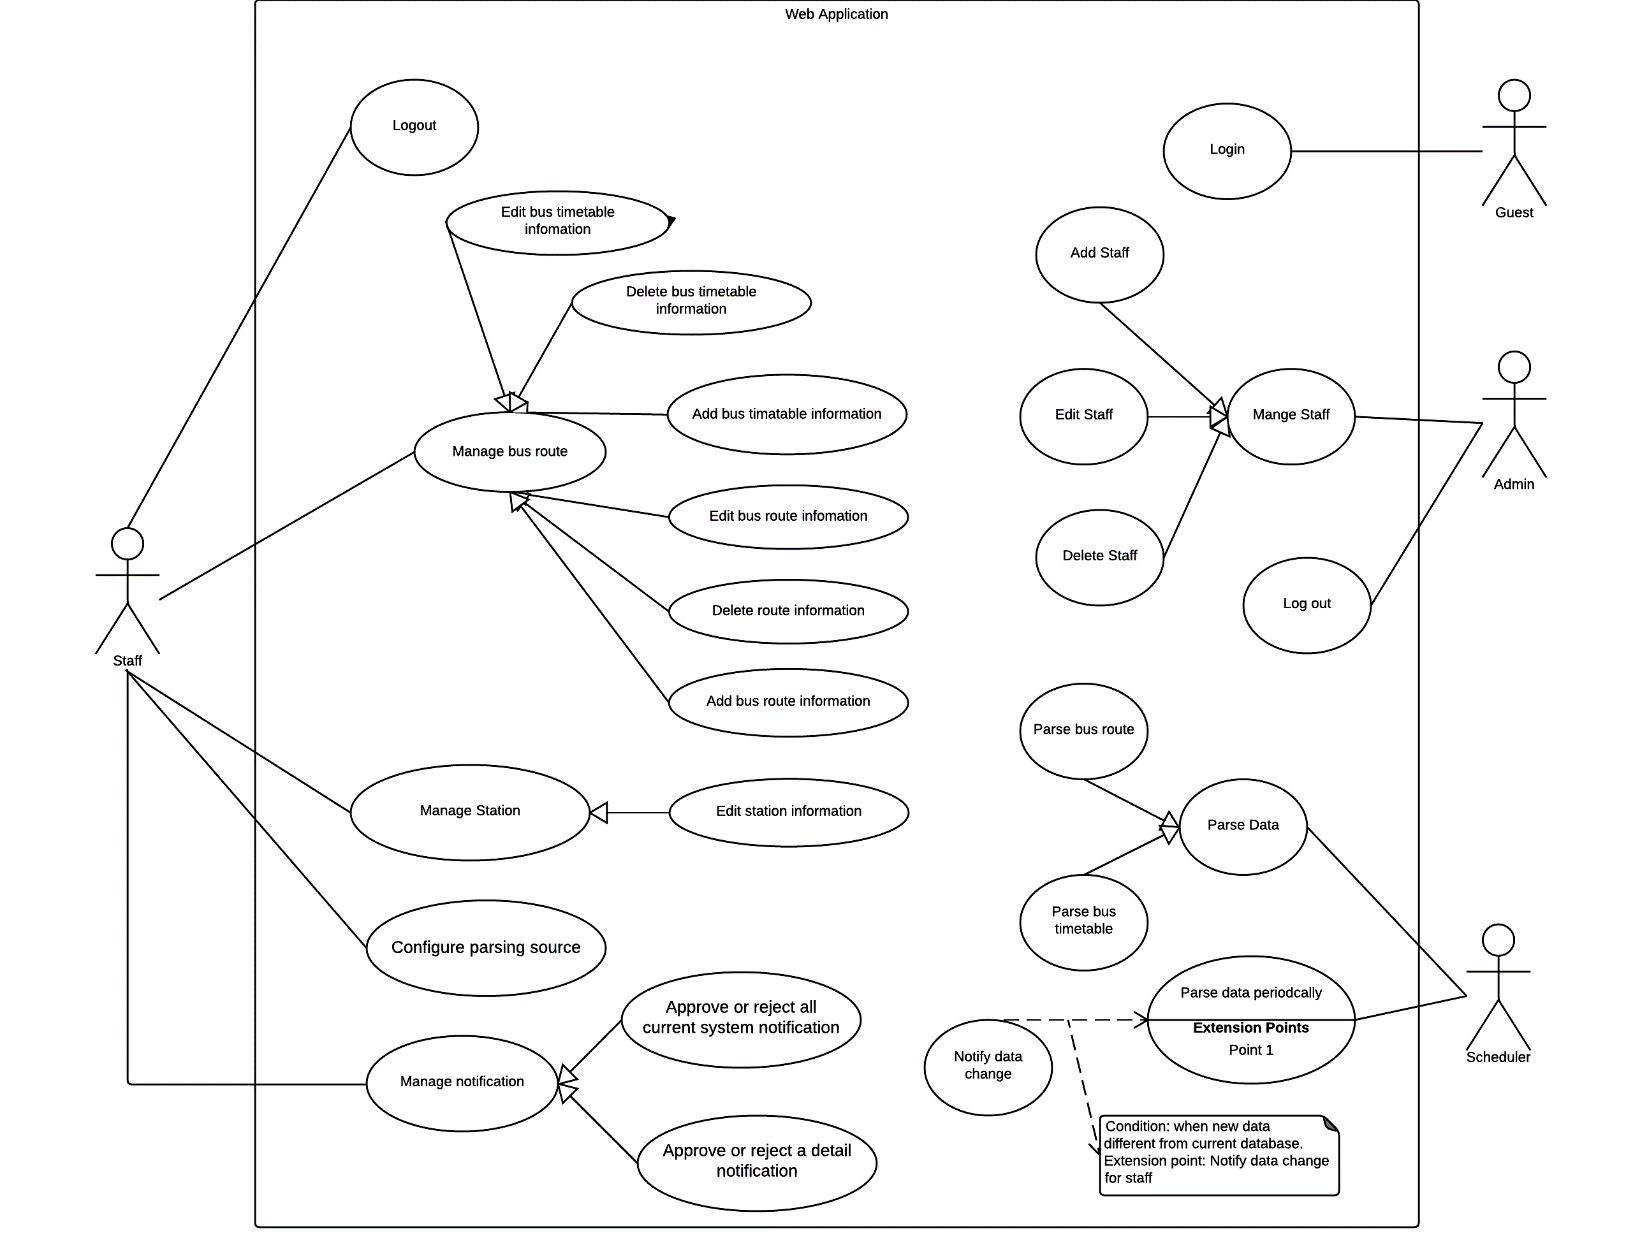 Web Application
Logout
Login
Guest
Edit bus timetable
infomation
Add Staff
Delete bus timetable
information
Add bus timatable information
Edit Staff
Mange Staff
Admin
Manage bus route
Edit bus route infomation
Delete Staff
Delete route information
Log out
Staff
Add bus route information
Parse bus route
Manage Station
Edit station information
Parse Data
Parse bus
timetable
Configure parsing source
Approve or reject all
current system notification
Parse data periodcally
Extension Points
Point 1
Notify data
change
Scheduler
Manage notification
Approve or reject a detail
notification
Condition: when new data
different from current database.
Extension point: Notify data change
for staff